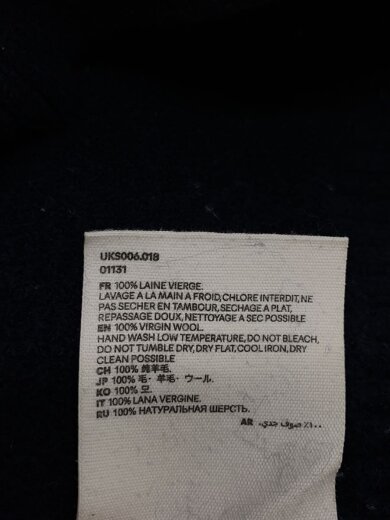 UKS006.018
01131
FR 100% LAINE VIERGE.
LAVAGE A LA MAIN A FROID, CHLORE INTERDIT, NE
PAS SECHER EN TAMBOUR, SECHAGE A PLAT,
REPASSAGE DOUX, NETTOYAGE A SEC POSSIBLE
EN 100% VIRGIN WOOL.
HAND WASH LOW TEMPERATURE, DO NOT BLEACH,
DO NOT TUMBLE DRY, DRY FLAT, COOL IRON, DRY
CLEAN POSSIBLE
CH 100% 纯羊毛.
JP 100% 毛・羊毛・ウール.
KO 100% 모.
IT 100% LANA VERGINE.
RU 100% НАТУРАЛЬНАЯ ШЕРСТЬ.
AR ١٠٠٪ صوف جدي.